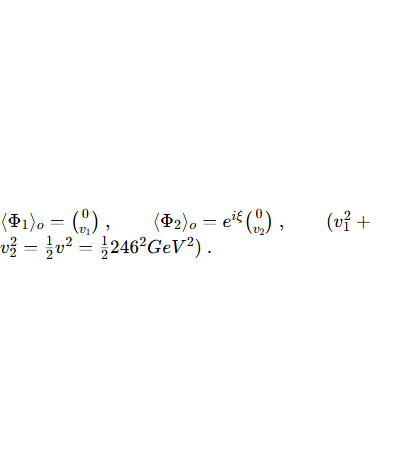 ⟨Φ₁⟩ₒ = (0 v₁) ,  ⟨Φ₂⟩ₒ = e^{iξ}(0 v₂) ,  (v₁² +
v₂² = ½v² = ½246²GeV²) .